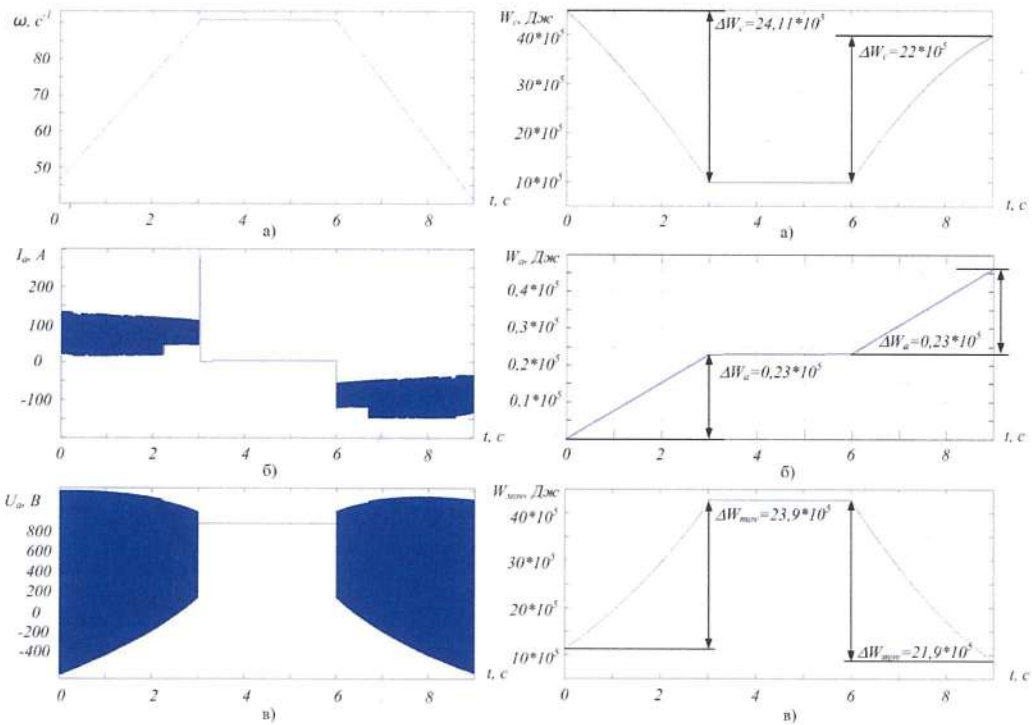 ω, с⁻¹
90
80
70
60
50
0 2 4 6 8
t, с
а)
W_c, Дж
40*10⁵
30*10⁵
20*10⁵
10*10⁵
ΔW_c=24,11*10⁵
ΔW_c=22*10⁵
0 2 4 6 8
t, с
а)
I_a, А
200
100
0
-100
0 2 4 6 8
t, с
б)
W_a, Дж
0,4*10⁵
0,3*10⁵
0,2*10⁵
0,1*10⁵
ΔW_a=0,23*10⁵
ΔW_a=0,23*10⁵
0 2 4 6 8
t, с
б)
U_a, В
800
600
400
200
0
-200
-400
0 2 4 6 8
t, с
в)
W_мех, Дж
40*10⁵
30*10⁵
20*10⁵
10*10⁵
ΔW_mov=23,9*10⁵
ΔW_mov=21,9*10⁵
0 2 4 6 8
t, с
в)